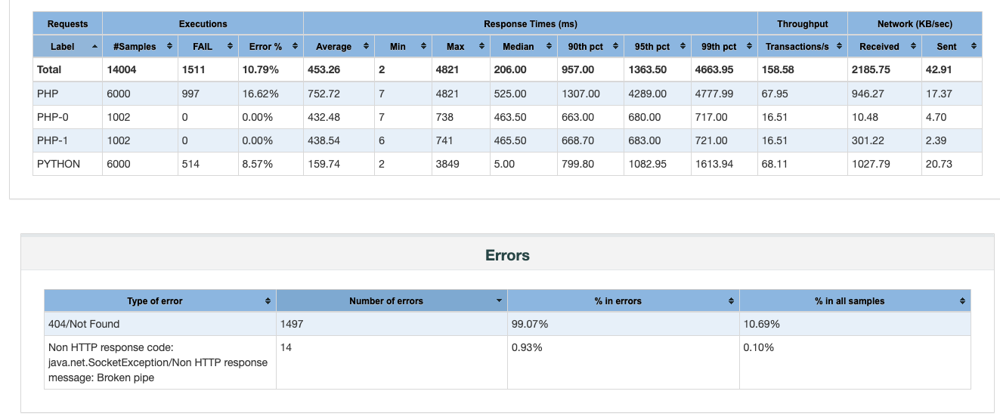 Requests Executions Response Times (ms) Throughput Network (KB/sec)
Label #Samples FAIL Error % Average Min Max Median 90th pct 95th pct 99th pct Transactions/s Received Sent
Total 14004 1511 10.79% 453.26 2 4821 206.00 957.00 1363.50 4663.95 158.58 2185.75 42.91
PHP 6000 997 16.62% 752.72 7 4821 525.00 1307.00 4289.00 4777.99 67.95 946.27 17.37
PHP-0 1002 0 0.00% 432.48 7 738 463.50 663.00 680.00 717.00 16.51 10.48 4.70
PHP-1 1002 0 0.00% 438.54 6 741 465.50 668.70 683.00 721.00 16.51 301.22 2.39
PYTHON 6000 514 8.57% 159.74 2 3849 5.00 799.80 1082.95 1613.94 68.11 1027.79 20.73
Errors
Type of error Number of errors % in errors % in all samples
404/Not Found 1497 99.07% 10.69%
Non HTTP response code: 14 0.93% 0.10%
java.net.SocketException/Non HTTP response
message: Broken pipe